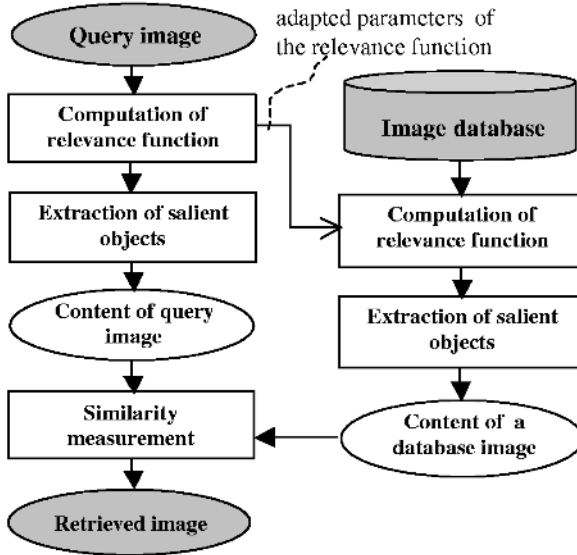 Query image
adapted parameters of
the relevance function
Computation of
relevance function
Image database
Extraction of salient
objects
Computation of
relevance function
Content of query
image
Extraction of salient
objects
Similarity
measurement
Content of a
database image
Retrieved image